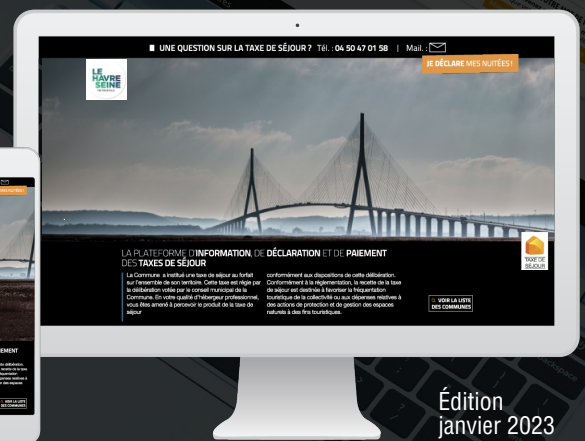 UNE QUESTION SUR LA TAXE DE SÉJOUR ? Tél. : 04 50 47 01 58 | Mail. :
JE DÉCLARE MES NUITÉES !
LE
HAVRE
SEINE
LA PLATEFORME D'INFORMATION, DE DÉCLARATION ET DE PAIEMENT
DES TAXES DE SÉJOUR
La Commune a institué une taxe de séjour au forfait
sur l'ensemble de son territoire. Cette taxe est régie par
la délibération votée par le conseil municipal de la
Commune. En votre qualité d'hébergeur professionnel,
vous êtes amené à percevoir le produit de la taxe de
séjour
conformément aux dispositions de cette délibération.
Conformément à la réglementation, la recette de la taxe
de séjour est destinée à favoriser la fréquentation
touristique de la collectivité ou aux dépenses relatives à
des actions de protection et de gestion des espaces
naturels à des fins touristiques.
TAXE DE
SÉJOUR
VOIR LA LISTE
DES COMMUNES
Édition
janvier 2023